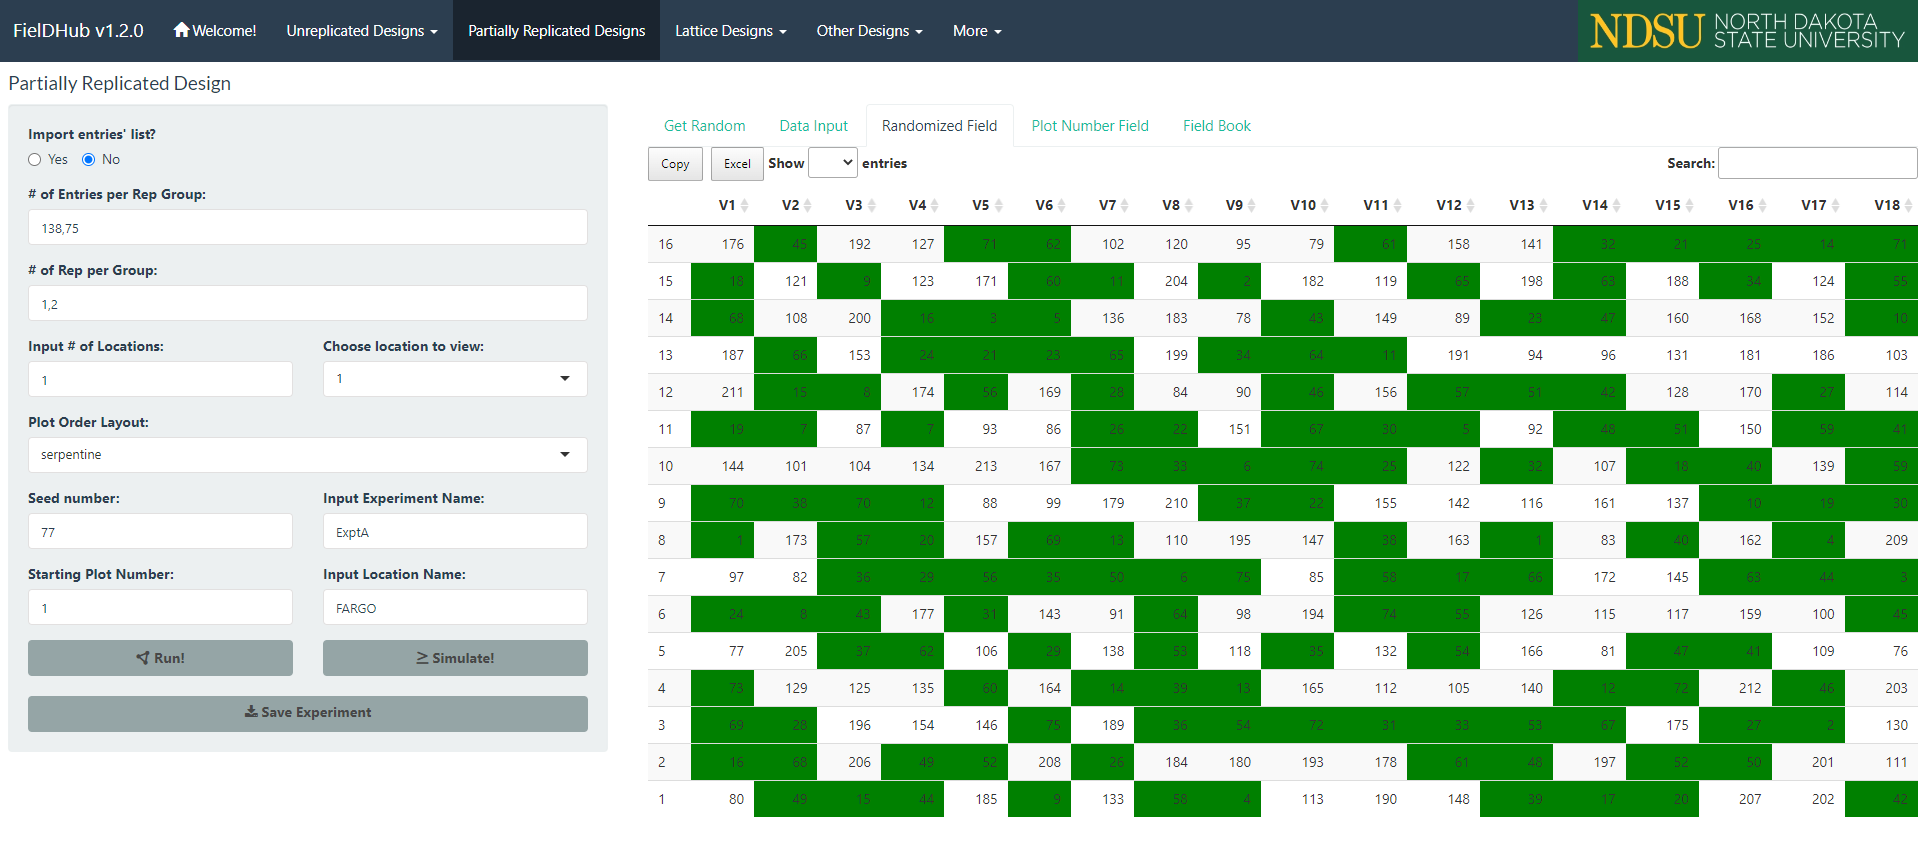 FielDHub v1.2.0 Welcome! Unreplicated Designs Partially Replicated Designs Lattice Designs Other Designs More NDSU NORTH DAKOTA STATE UNIVERSITY
Partially Replicated Design
Import entries' list?
Yes No
# of Entries per Rep Group:
138,75
# of Rep per Group:
1,2
Input # of Locations: Choose location to view:
1 1
Plot Order Layout:
serpentine
Seed number: Input Experiment Name:
77 ExptA
Starting Plot Number: Input Location Name:
1 FARGO
Run! Simulate!
Save Experiment
Get Random Data Input Randomized Field Plot Number Field Field Book
Copy Excel Show entries Search:
V1 V2 V3 V4 V5 V6 V7 V8 V9 V10 V11 V12 V13 V14 V15 V16 V17 V18
16 176 45 192 127 71 62 102 120 95 79 61 158 141 32 21 25 14 71
15 18 121 9 123 171 60 11 204 2 182 119 65 198 63 188 34 124 55
14 68 108 200 16 3 5 136 183 78 43 149 89 23 47 160 168 152 10
13 187 66 153 24 21 23 65 199 34 64 11 191 94 96 131 181 186 103
12 211 15 8 174 56 169 28 84 90 46 156 57 51 42 128 170 27 114
11 19 7 87 7 93 86 26 22 151 67 30 5 92 48 51 150 59 41
10 144 101 104 134 213 167 73 33 6 74 25 122 32 107 18 40 139 59
9 70 38 70 12 88 99 179 210 37 22 155 142 116 161 137 10 19 30
8 1 173 57 20 157 69 13 110 195 147 38 163 1 83 40 162 4 209
7 97 82 36 29 56 35 50 6 75 85 58 17 66 172 145 63 44 3
6 24 8 43 177 31 143 91 64 98 194 74 55 126 115 117 159 100 45
5 77 205 37 62 106 29 138 53 118 35 132 54 166 81 47 41 109 76
4 73 129 125 135 60 164 14 39 13 165 112 105 140 12 72 212 46 203
3 69 28 196 154 146 75 189 36 54 72 31 33 53 67 175 27 2 130
2 16 68 206 49 52 208 26 184 180 193 178 61 48 197 52 50 201 111
1 80 49 15 44 185 9 133 58 4 113 190 148 39 17 20 207 202 42